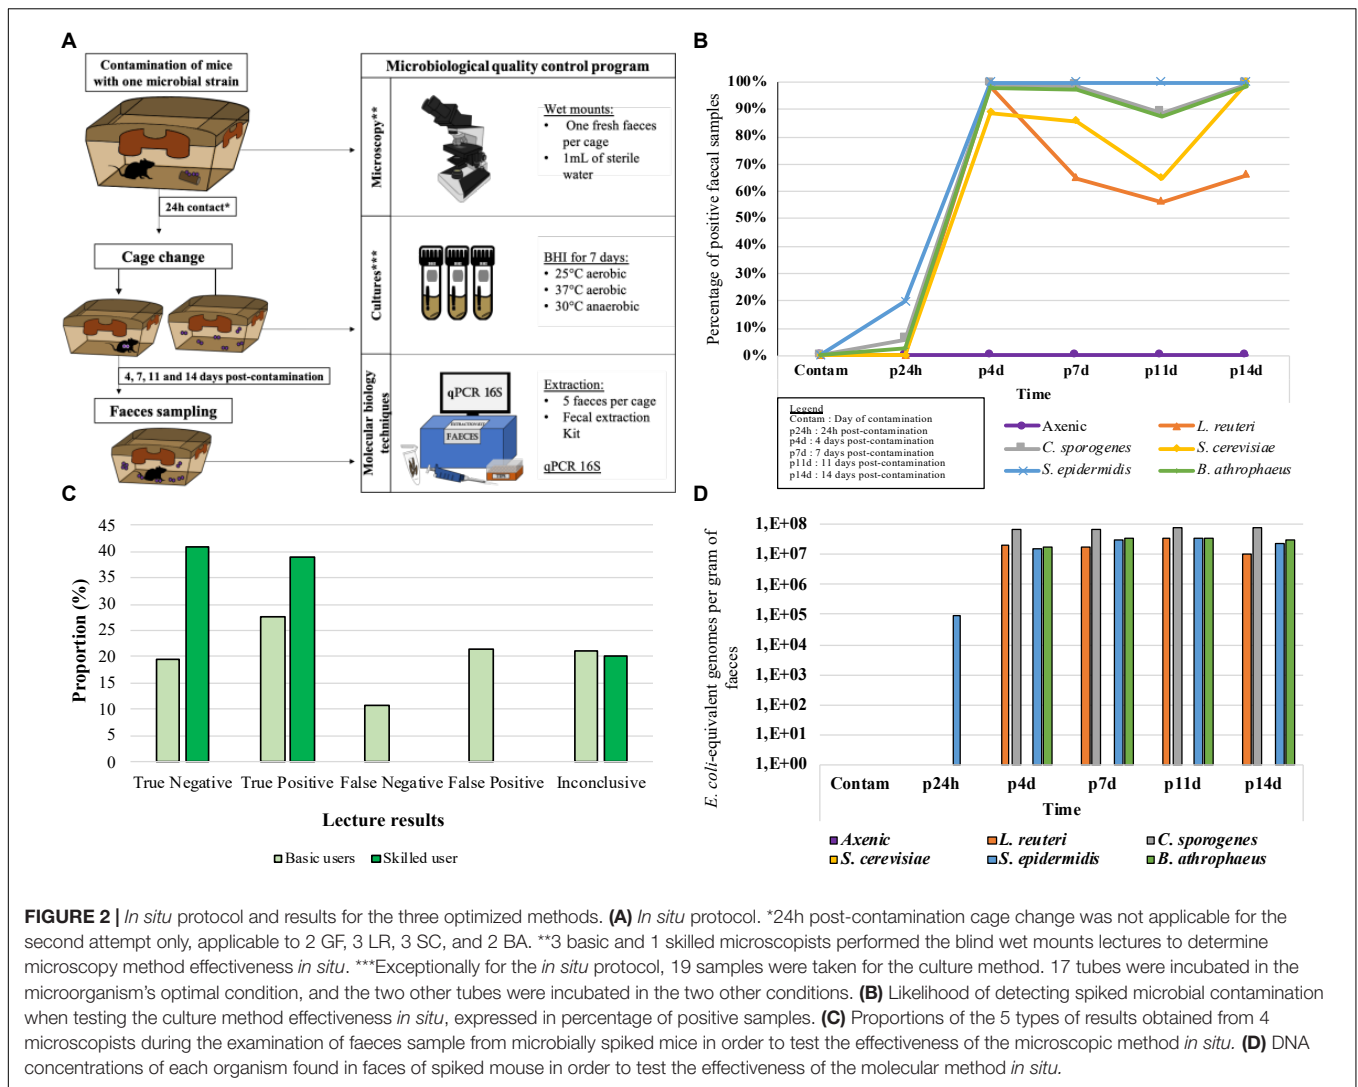 A
Contamination of mice
with one microbial strain
24h contact*
Cage change
4, 7, 11 and 14 days post-contamination
Faeces sampling
Microbiological quality control program
Microscopy**
Wet mounts:
• One fresh faeces
per cage
• 1mL of sterile
water
Cultures***
BHI for 7 days:
• 25°C aerobic
• 37°C aerobic
• 30°C anaerobic
Molecular biology
techniques
qPCR 16S
EXTRACTION KIT
FAECES
Extraction:
• 5 faeces per cage
• Fecal extraction
Kit
qPCR 16S
B
Percentage of positive faecal samples
100%
90%
80%
70%
60%
50%
40%
30%
20%
10%
0%
Contam p24h p4d p7d p11d p14d
Time
Legend
Contam : Day of contamination
p24h : 24h post-contamination
p4d : 4 days post-contamination
p7d : 7 days post-contamination
p11d : 11 days post-contamination
p14d : 14 days post-contamination
Axenic L. reuteri
C. sporogenes S. cerevisiae
S. epidermidis B. athrophaeus
C
Proportion (%)
45
40
35
30
25
20
15
10
5
0
True Negative True Positive False Negative False Positive Inconclusive
Lecture results
Basic users Skilled user
D
E. coli-equivalent genomes per gram of
faeces
1,E+08
1,E+07
1,E+06
1,E+05
1,E+04
1,E+03
1,E+02
1,E+01
1,E+00
Contam p24h p4d p7d p11d p14d
Time
Axenic L. reuteri C. sporogenes
S. cerevisiae S. epidermidis B. athrophaeus
FIGURE 2 | In situ protocol and results for the three optimized methods. (A) In situ protocol. *24h post-contamination cage change was not applicable for the
second attempt only, applicable to 2 GF, 3 LR, 3 SC, and 2 BA. **3 basic and 1 skilled microscopists performed the blind wet mounts lectures to determine
microscopy method effectiveness in situ. ***Exceptionally for the in situ protocol, 19 samples were taken for the culture method. 17 tubes were incubated in the
microorganism's optimal condition, and the two other tubes were incubated in the two other conditions. (B) Likelihood of detecting spiked microbial contamination
when testing the culture method effectiveness in situ, expressed in percentage of positive samples. (C) Proportions of the 5 types of results obtained from 4
microscopists during the examination of faeces sample from microbially spiked mice in order to test the effectiveness of the microscopic method in situ. (D) DNA
concentrations of each organism found in faces of spiked mouse in order to test the effectiveness of the molecular method in situ.